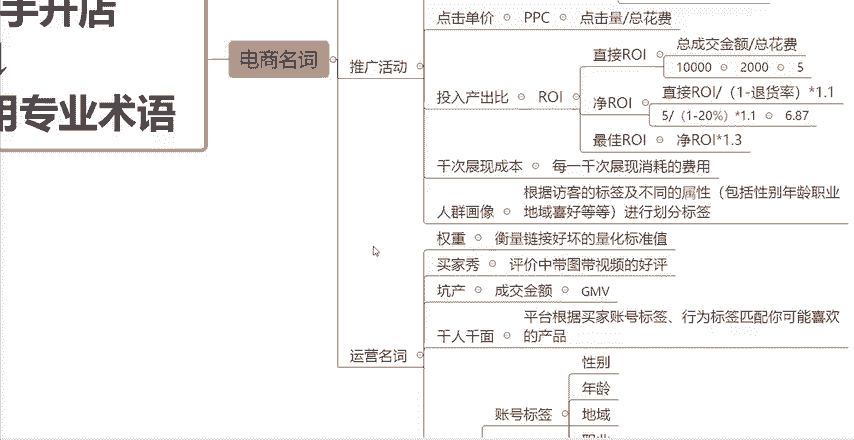 手开店
用专业术语
电商名词
推广活动
点击单价 PPC 点击量/总花费
投入产出比 ROI
直接ROI
总成交金额/总花费
10000 2000 5
净ROI
直接ROI/（1-退货率）*1.1
5/（1-20%）*1.1 6.87
最佳ROI 净ROI*1.3
千次展现成本 每一千次展现消耗的费用
人群画像
根据访客的标签及不同的属性（包括性别年龄职业
地域喜好等等）进行划分标签
运营名词
权重 衡量链接好坏的量化标准值
买家秀 评价中带图带视频的好评
坑产 成交金额 GMV
千人千面
平台根据买家账号标签、行为标签匹配你可能喜欢
的产品
账号标签
性别
年龄
地域